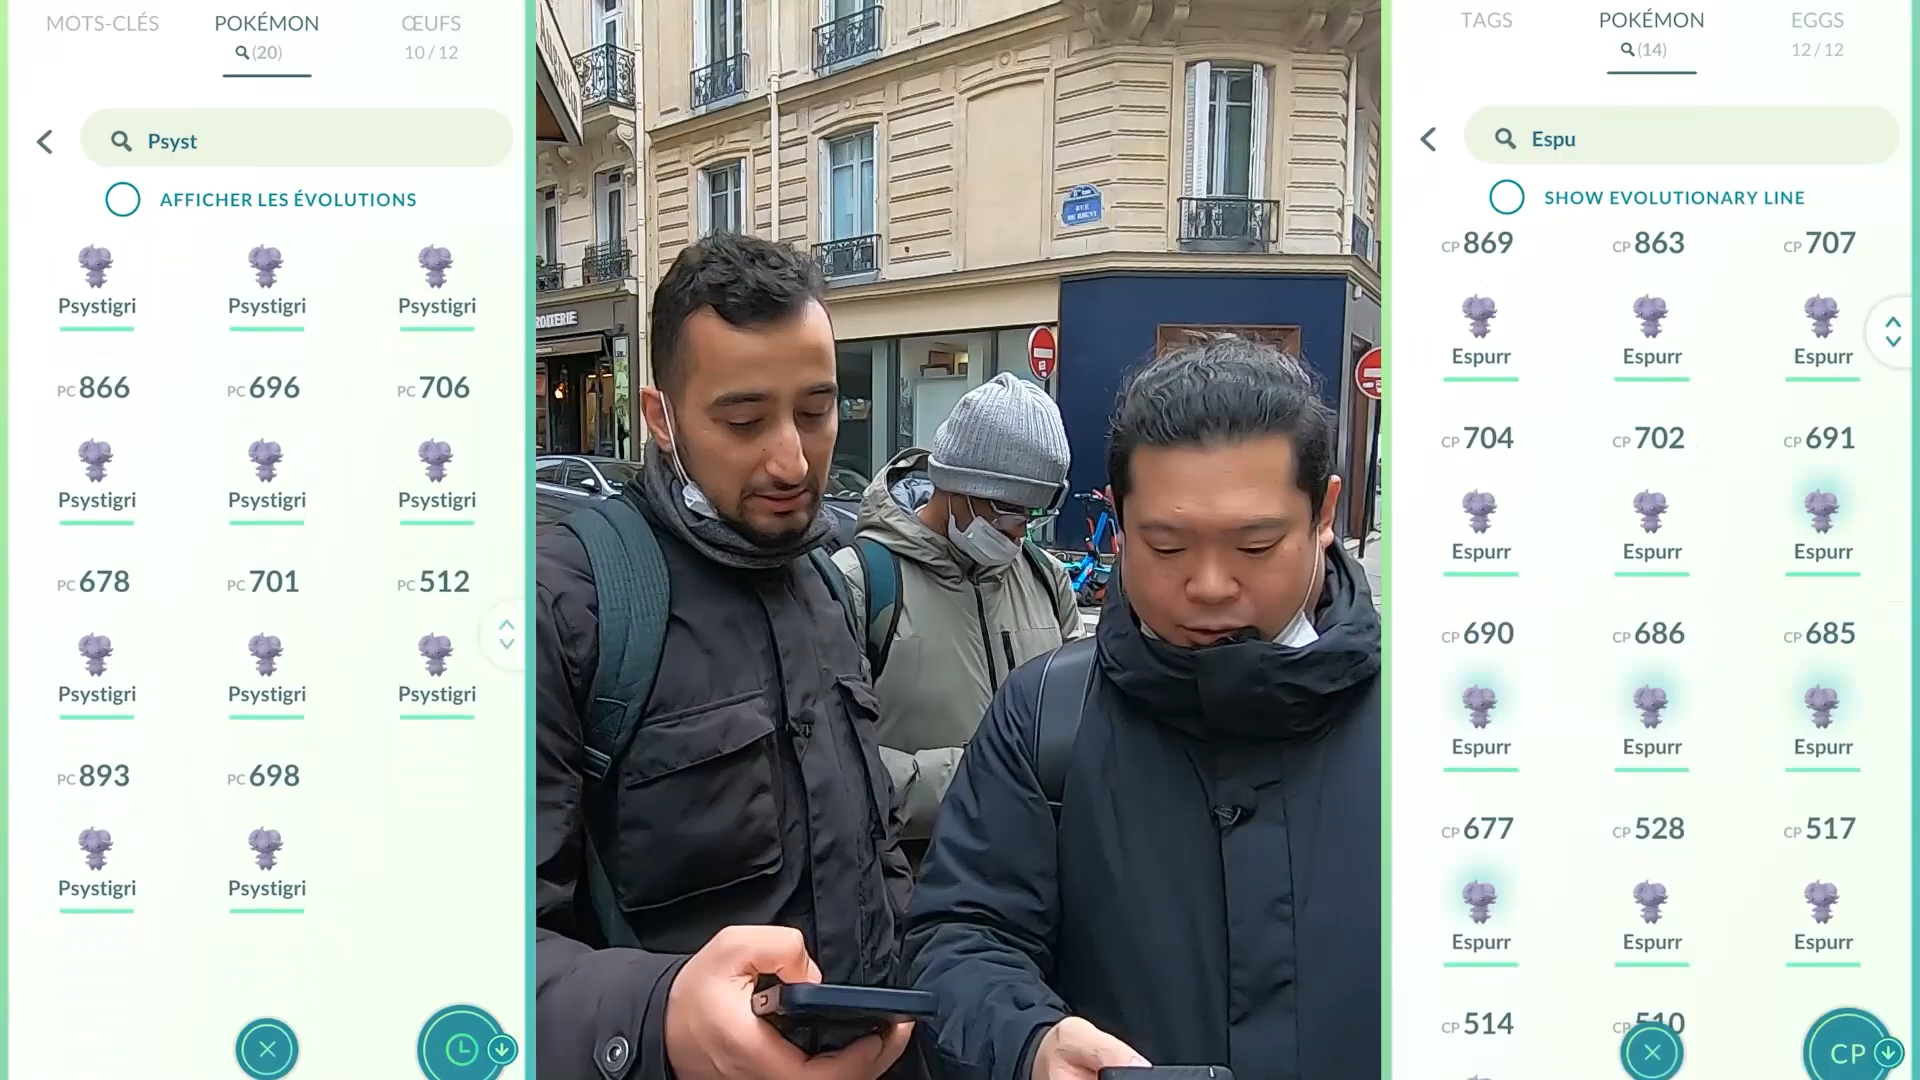 MOTS-CLÉS POKÉMON ŒUFS
(20) 10 / 12
Psyst
AFFICHER LES ÉVOLUTIONS
Psystigri Psystigri Psystigri
PC 866 PC 696 PC 706
Psystigri Psystigri Psystigri
PC 678 PC 701 PC 512
Psystigri Psystigri Psystigri
PC 893 PC 698
Psystigri Psystigri
RUE
TAGS POKÉMON EGGS
(14) 12 / 12
Espu
SHOW EVOLUTIONARY LINE
CP 869 CP 863 CP 707
Espurr Espurr Espurr
CP 704 CP 702 CP 691
Espurr Espurr Espurr
CP 690 CP 686 CP 685
Espurr Espurr Espurr
CP 677 CP 528 CP 517
Espurr Espurr Espurr
CP 514 CP 510
CP